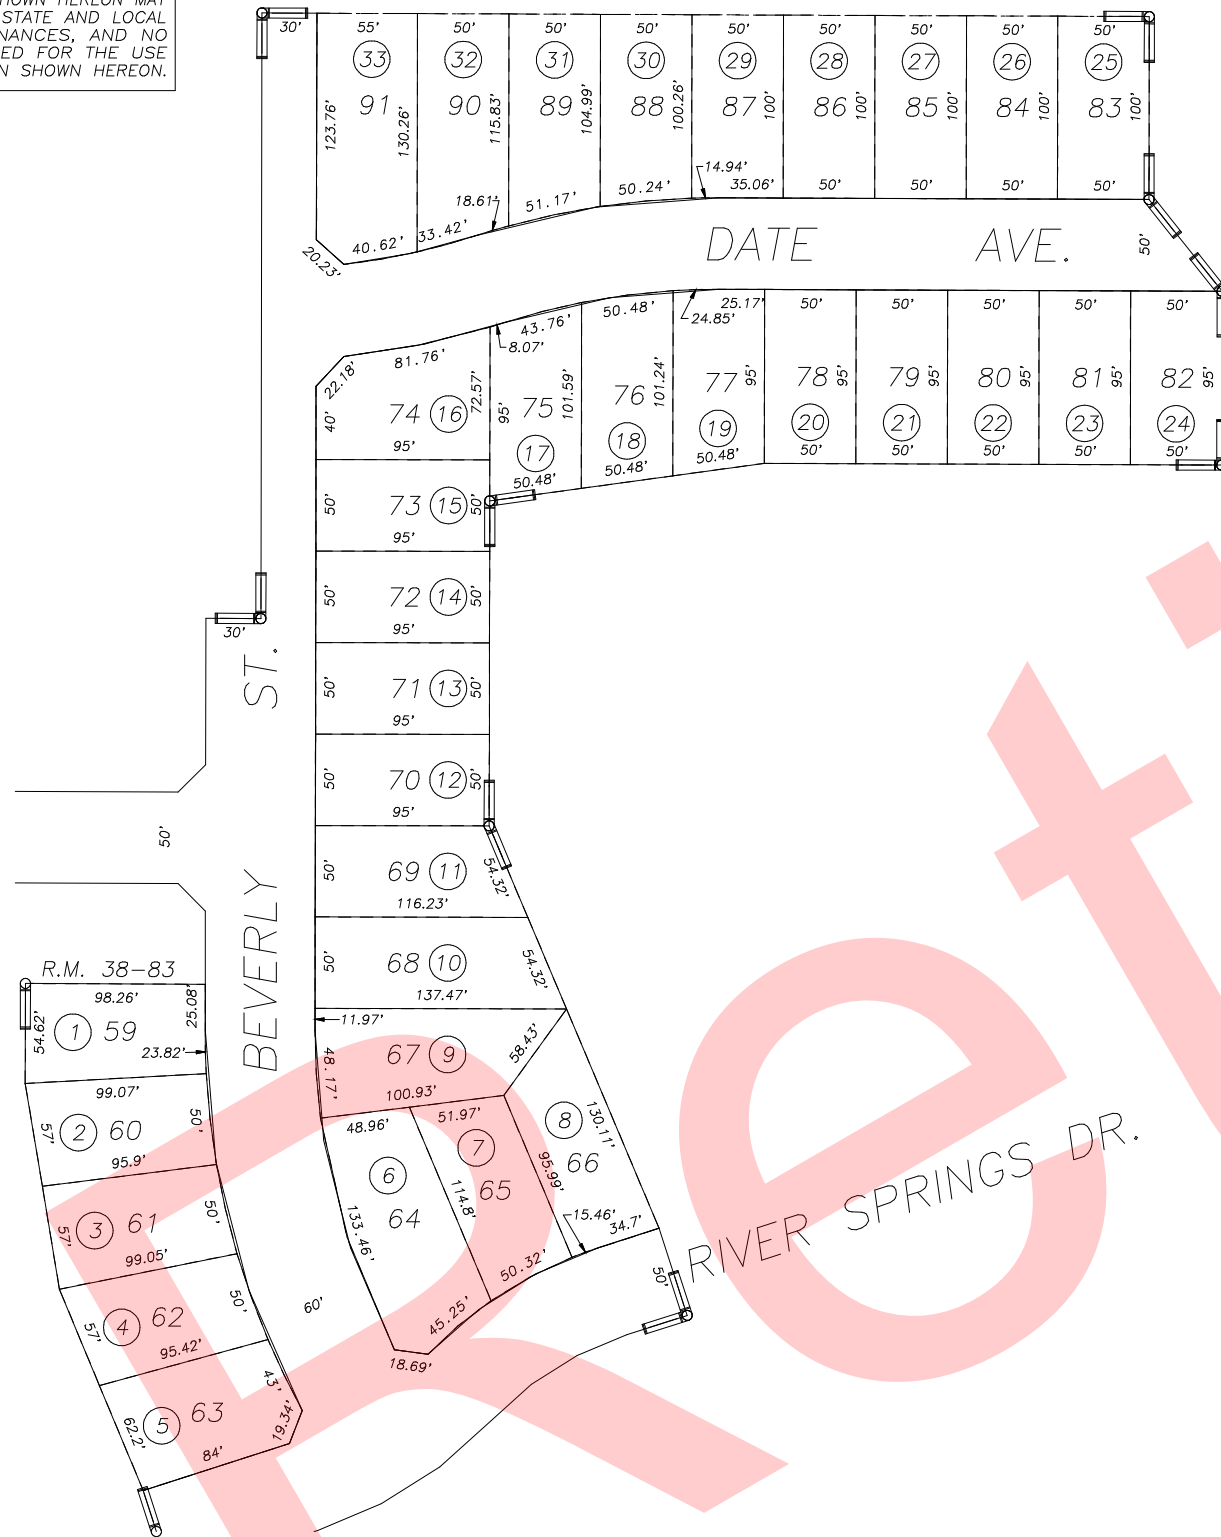 SHOWN HEREON MAY
STATE AND LOCAL
NANCES, AND NO
ED FOR THE USE
N SHOWN HEREON.
30' 55' 50' 50' 50' 50' 50' 50' 50' 50'
33 32 31 30 29 28 27 26 25
91 90 89 88 87 86 85 84 83
123.76' 130.26' 115.83' 104.99' 100.26' 100' 100' 100' 100' 100'
20.23' 40.62' 33.42' 18.61' 51.17' 50.24' 14.94' 35.06' 50' 50' 50' 50'
DATE AVE.
50'
22.18' 81.76' 8.07' 43.76' 50.48' 24.85' 25.17' 50' 50' 50' 50' 50'
40' 74 16 72.57' 95' 75 101.59' 76 101.24' 77 95' 78 95' 79 95' 80 95' 81 95' 82 95'
95' 17 18 19 20 21 22 23 24
50.48' 50.48' 50.48' 50' 50' 50' 50' 50'
50' 73 15 50'
95'
50' 72 14 50'
95'
30'
50' 71 13 50'
95'
50' 70 12 50'
95'
50'
50' 69 11 54.32'
116.23'
50' 68 10 54.32'
137.47'
BEVERLY ST.
R.M. 38-83
98.26' 25.08'
54.62' 1 59
23.82'
11.97'
48.17' 67 9 58.43'
100.93'
99.07'
57' 2 60 50'
95.9'
48.96' 51.97'
8 130.11'
66
7 95.99'
65
6 114.8'
64
133.46'
57' 3 61 50'
99.05'
15.46' 34.7'
50.32'
45.25'
18.69'
50'
RIVER SPRINGS DR.
57' 4 62 50'
95.42'
60'
62.2' 5 63 43'
84' 19.34'
Reti